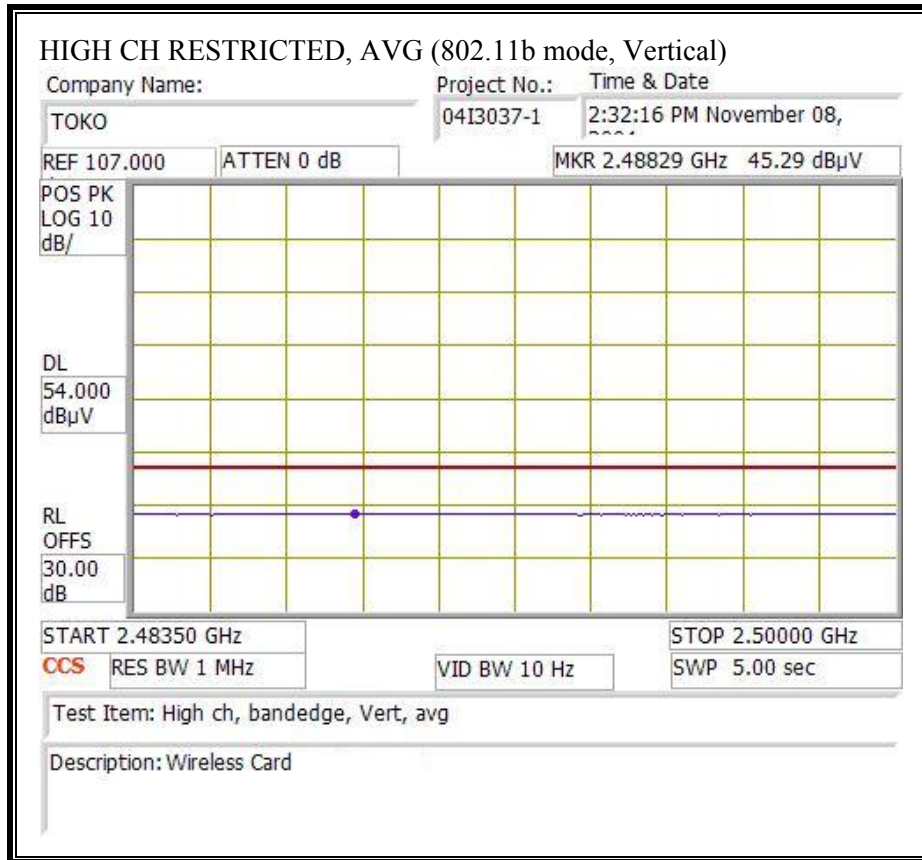 HIGH CH RESTRICTED, AVG (802.11b mode, Vertical)
Company Name:
Project No.:
Time & Date
TOKO
04I3037-1
2:32:16 PM November 08,
REF 107.000
ATTEN 0 dB
MKR 2.48829 GHz 45.29 dBµV
POS PK
LOG 10
dB/
DL
54.000
dBµV
RL
OFFS
30.00
dB
START 2.48350 GHz
STOP 2.50000 GHz
CCS
RES BW 1 MHz
VID BW 10 Hz
SWP 5.00 sec
Test Item: High ch, bandedge, Vert, avg
Description: Wireless Card